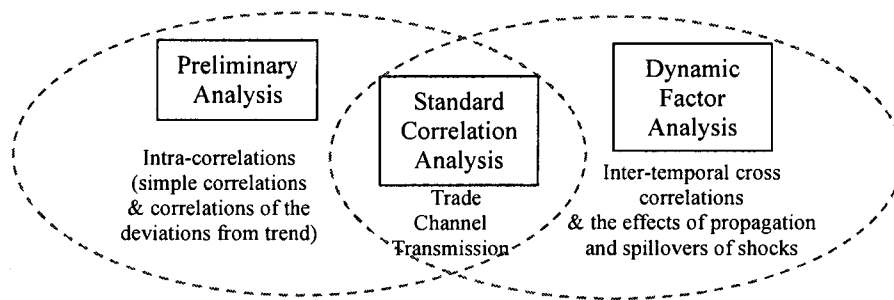 Preliminary
Analysis
Intra-correlations
(simple correlations
& correlations of the
deviations from trend)
Standard
Correlation
Analysis
Trade
Channel
Transmission
Dynamic
Factor
Analysis
Inter-temporal cross
correlations
& the effects of propagation
and spillovers of shocks